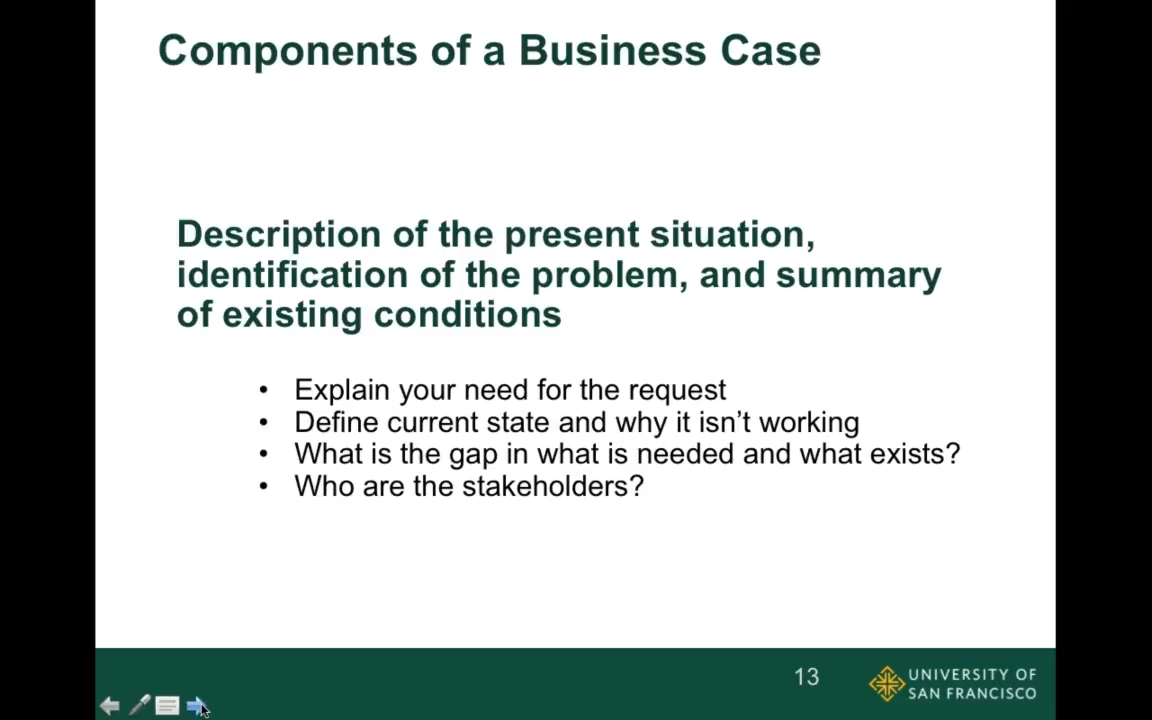 Components of a Business Case
Description of the present situation,
identification of the problem, and summary
of existing conditions
• Explain your need for the request
• Define current state and why it isn’t working
• What is the gap in what is needed and what exists?
• Who are the stakeholders?
13
UNIVERSITY OF
SAN FRANCISCO